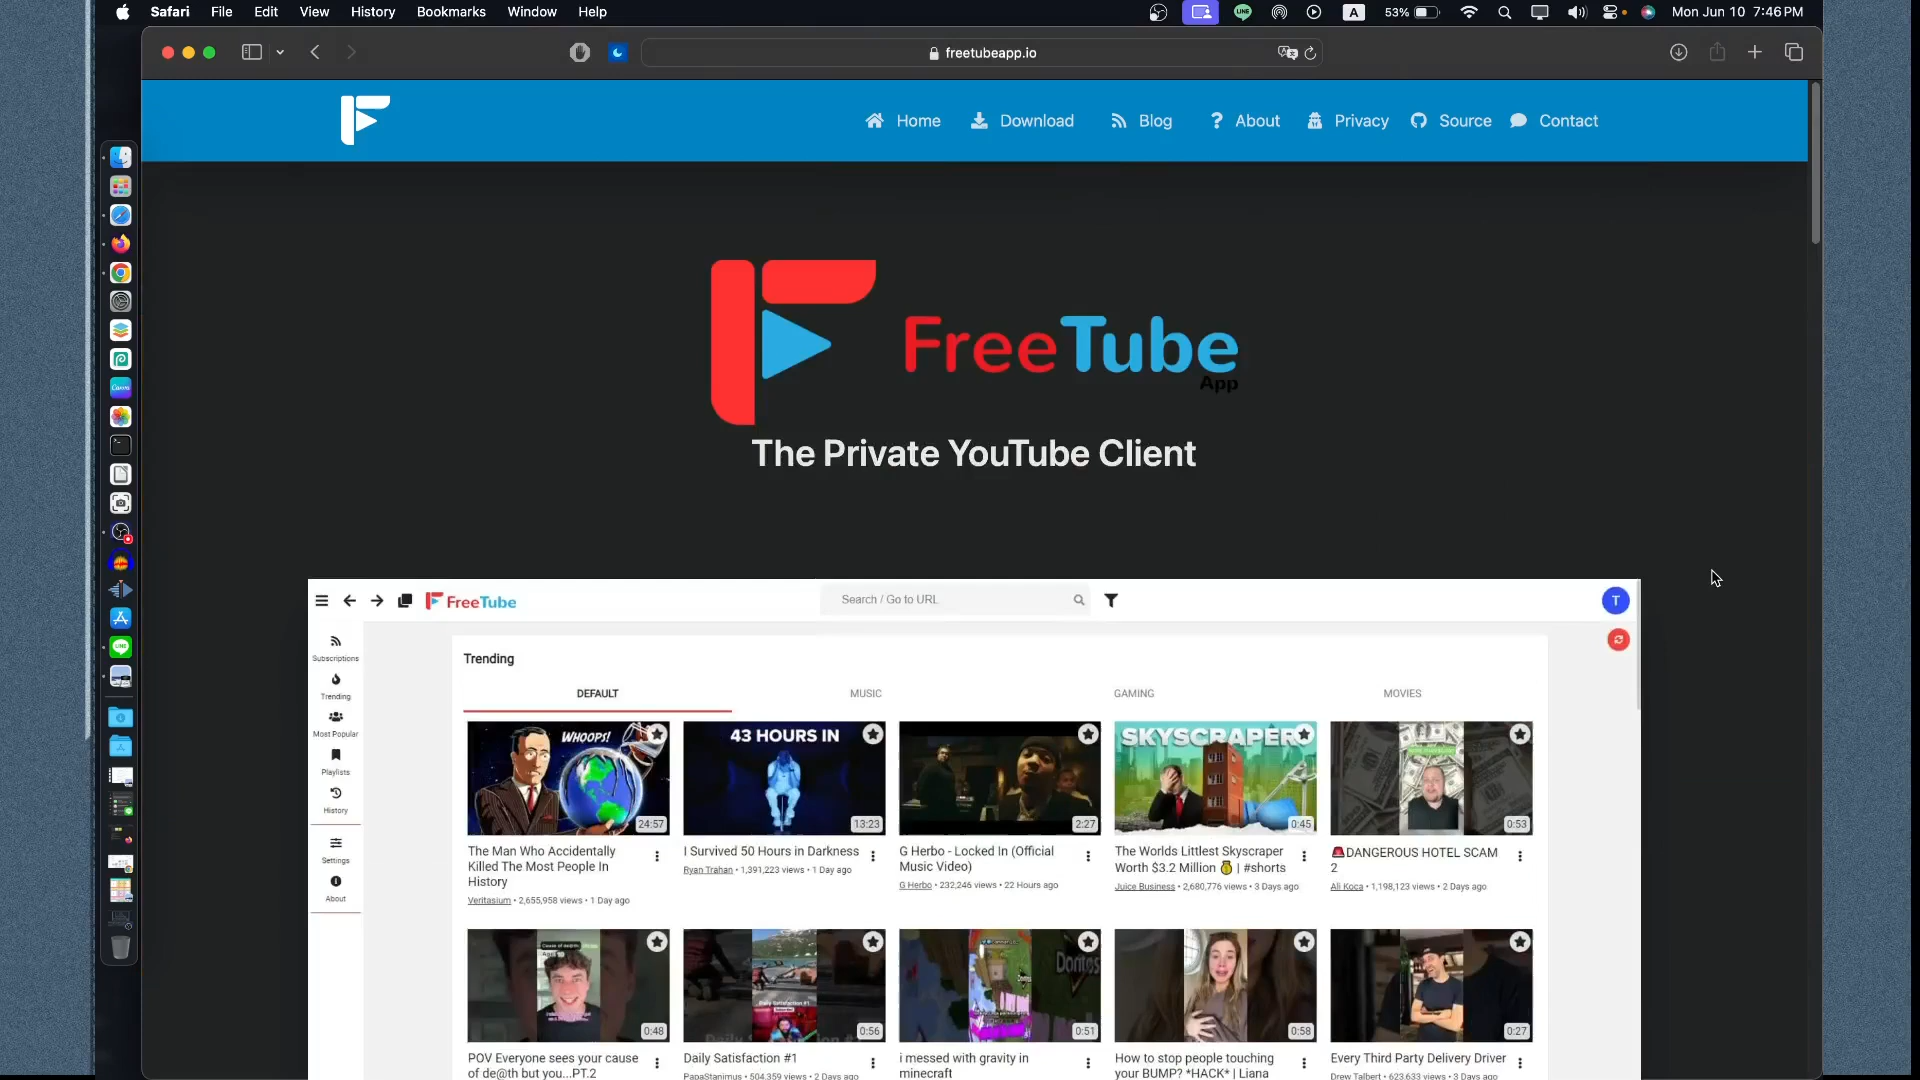 Safari File Edit View History Bookmarks Window Help
A 53% Mon Jun 10 7:46 PM
freetubeapp.io
Home Download Blog ? About Privacy Source Contact
FreeTube
App
The Private YouTube Client
FreeTube Search / Go to URL T
Subscriptions
Trending
Most Popular
Playlists
History
Settings
About
Trending
DEFAULT MUSIC GAMING MOVIES
WHOOPS!
24:57
The Man Who Accidentally
Killed The Most People In
History
Veritasium • 2,655,958 views • 1 Day ago
43 HOURS IN
13:23
I Survived 50 Hours in Darkness
Ryan Trahan • 1,391,223 views • 1 Day ago
2:27
G Herbo - Locked In (Official
Music Video)
G Herbo • 232,246 views • 22 Hours ago
SKYSCRAPER
0:45
The Worlds Littlest Skyscraper
Worth $3.2 Million 💰 | #shorts
Juice Business • 2,680,776 views • 3 Days ago
0:53
🚨DANGEROUS HOTEL SCAM
2
Ali Koca • 1,198,123 views • 2 Days ago
0:48
POV Everyone sees your cause
of de@th but you...PT.2
Daily Satisfaction #1
0:56
Daily Satisfaction #1
PapaStanimus • 504,359 views • 2 Days ago
Doritos
0:51
i messed with gravity in
minecraft
0:58
How to stop people touching
your BUMP? *HACK* | Liana
0:27
Every Third Party Delivery Driver
Drew Talbert • 623,633 views • 3 Days ago
Canva